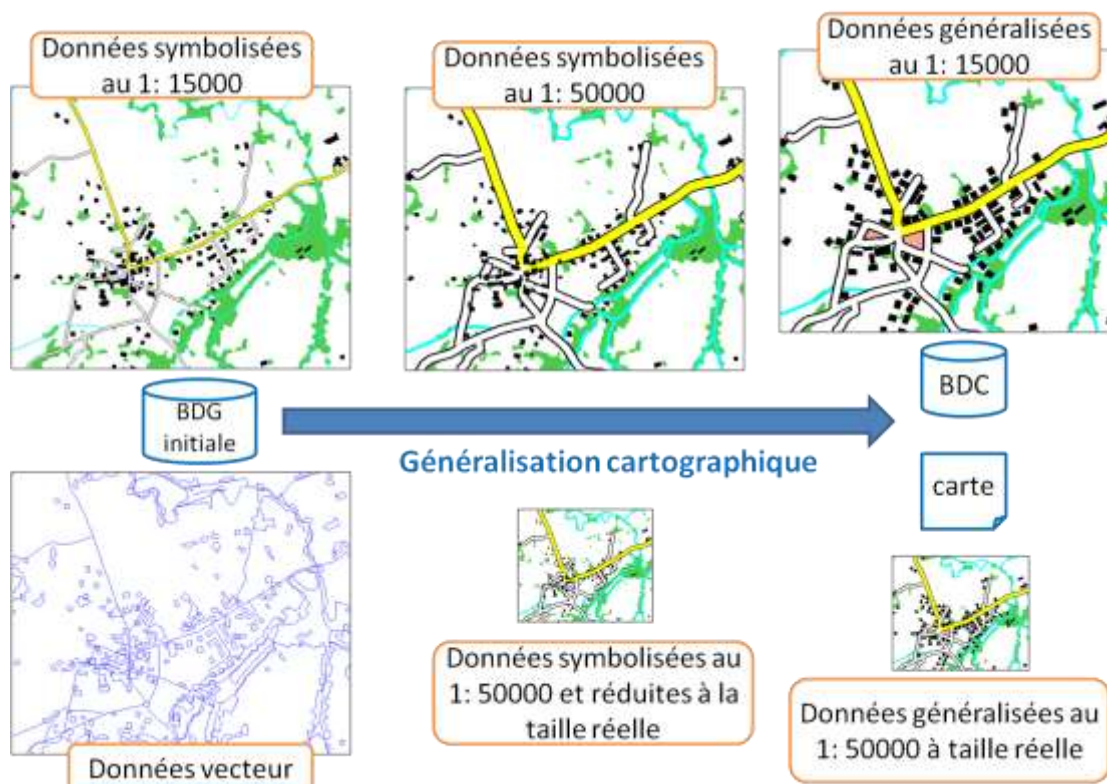 Données symbolisées
au 1: 15000
Données symbolisées
au 1: 50000
Données généralisées
au 1: 15000
BDG
initiale
Généralisation cartographique
BDC
carte
Données vecteur
Données symbolisées au
1: 50000 et réduites à la
taille réelle
Données généralisées au
1: 50000 à taille réelle